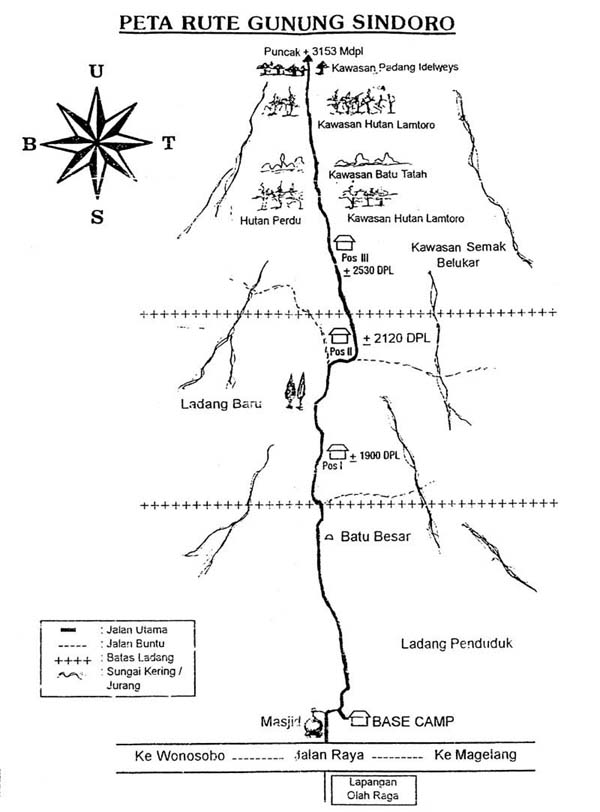 PETA RUTE GUNUNG SINDORO
Puncak ± 3153 Mdpl
Kawasan Padang Idelweys
U
B
T
S
Kawasan Hutan Lamtoro
Kawasan Batu Tatah
Hutan Perdu
Kawasan Hutan Lamtoro
Pos III
± 2530 DPL
Kawasan Semak
Belukar
Pos II
± 2120 DPL
Ladang Baru
Pos I
± 1900 DPL
Batu Besar
: Jalan Utama
: Jalan Buntu
: Batas Ladang
: Sungai Kering /
Jurang
Ladang Penduduk
Masjid
BASE CAMP
Ke Wonosobo ---------- Jalan Raya --------- Ke Magelang
Lapangan
Olah Raga